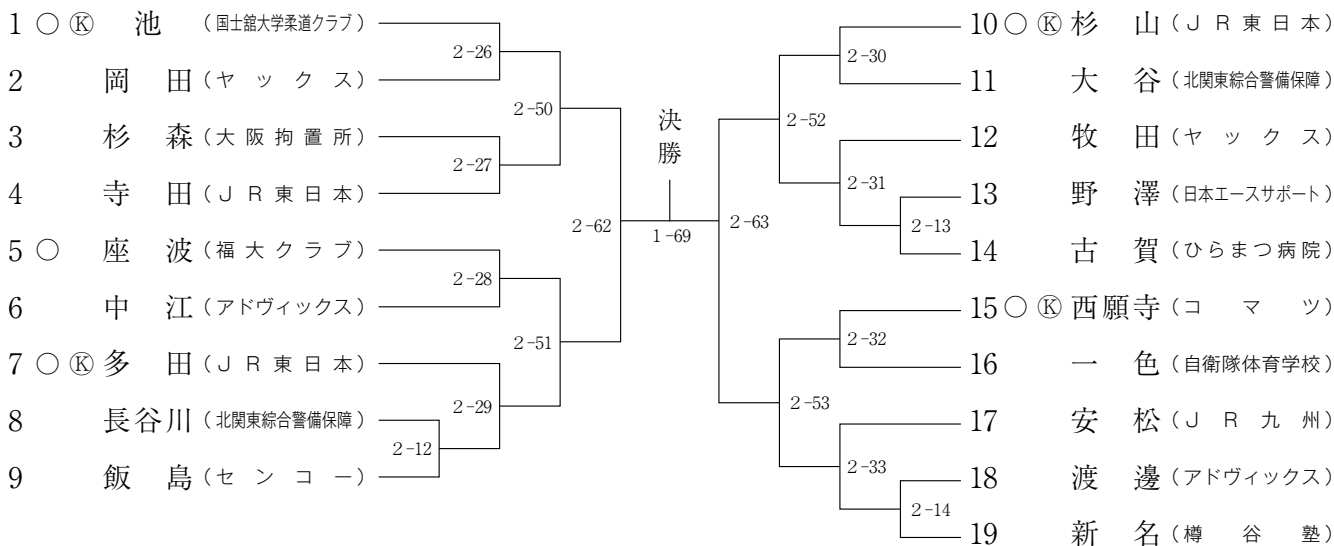 1 ○ Ⓚ 池 (国士舘大学柔道クラブ)
2 岡田 (ヤックス)
3 杉森 (大阪拘置所)
4 寺田 (JR東日本)
5 ○ 座波 (福大クラブ)
6 中江 (アドヴィックス)
7 ○ Ⓚ 多田 (JR東日本)
8 長谷川 (北関東綜合警備保障)
9 飯島 (センコー)
2-26
2-27
2-28
2-29
2-12
2-50
2-51
2-62
決勝
1-69
2-63
2-52
2-53
2-30
2-31
2-13
2-32
2-33
2-14
10 ○ Ⓚ 杉山 (JR東日本)
11 大谷 (北関東綜合警備保障)
12 牧田 (ヤックス)
13 野澤 (日本エースサポート)
14 古賀 (ひらまつ病院)
15 ○ Ⓚ 西願寺 (コマツ)
16 一色 (自衛隊体育学校)
17 安松 (JR九州)
18 渡邊 (アドヴィックス)
19 新名 (樽谷塾)